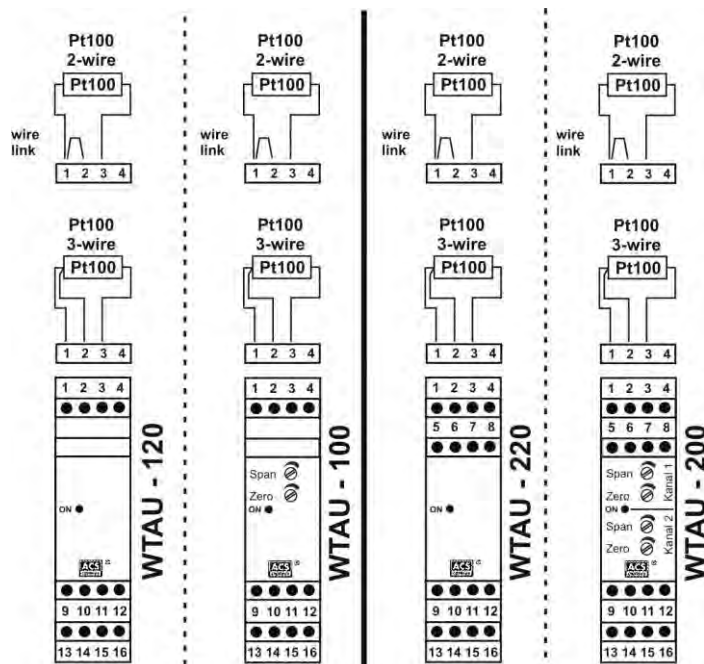 Pt100
2-wire
Pt100
wire
link
1 2 3 4
Pt100
3-wire
Pt100
1 2 3 4
1 2 3 4
ON
ACS ®
9 10 11 12
13 14 15 16
WTAU - 120
Pt100
2-wire
Pt100
wire
link
1 2 3 4
Pt100
3-wire
Pt100
1 2 3 4
1 2 3 4
Span
Zero
ON
ACS ®
9 10 11 12
13 14 15 16
WTAU - 100
Pt100
2-wire
Pt100
wire
link
1 2 3 4
Pt100
3-wire
Pt100
1 2 3 4
1 2 3 4
5 6 7 8
ON
ACS ®
9 10 11 12
13 14 15 16
WTAU - 220
Pt100
2-wire
Pt100
wire
link
1 2 3 4
Pt100
3-wire
Pt100
1 2 3 4
1 2 3 4
5 6 7 8
Span
Zero
Kanal 1
ON
Span
Zero
Kanal 2
ACS ®
9 10 11 12
13 14 15 16
WTAU - 200